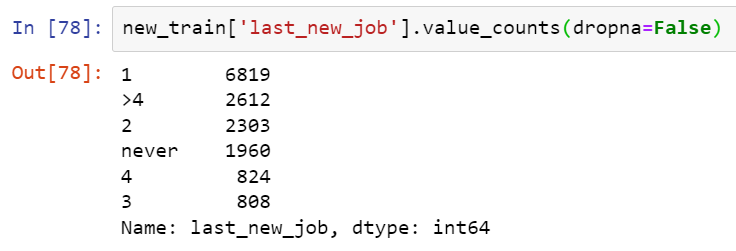 In [78]: new_train['last_new_job'].value_counts(dropna=False)
Out[78]: 1 6819
>4 2612
2 2303
never 1960
4 824
3 808
Name: last_new_job, dtype: int64